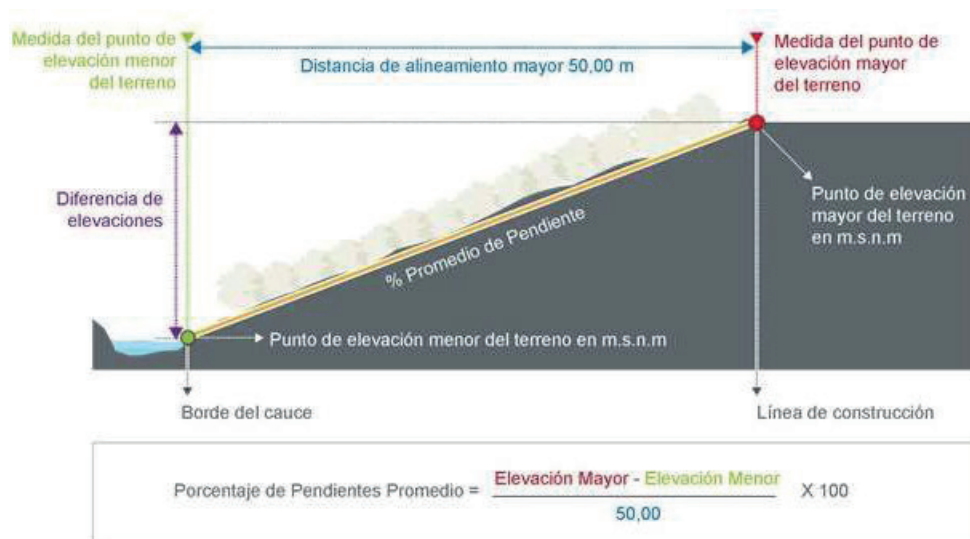 Medida del punto de
elevación menor
del terreno
Distancia de alineamiento mayor 50,00 m
Medida del punto de
elevación mayor
del terreno
Diferencia de
elevaciones
Punto de elevación
mayor del terreno
en m.s.n.m
% Promedio de Pendiente
Punto de elevación menor del terreno en m.s.n.m
Borde del cauce
Línea de construcción
Porcentaje de Pendientes Promedio = Elevación Mayor - Elevación Menor X 100
50,00